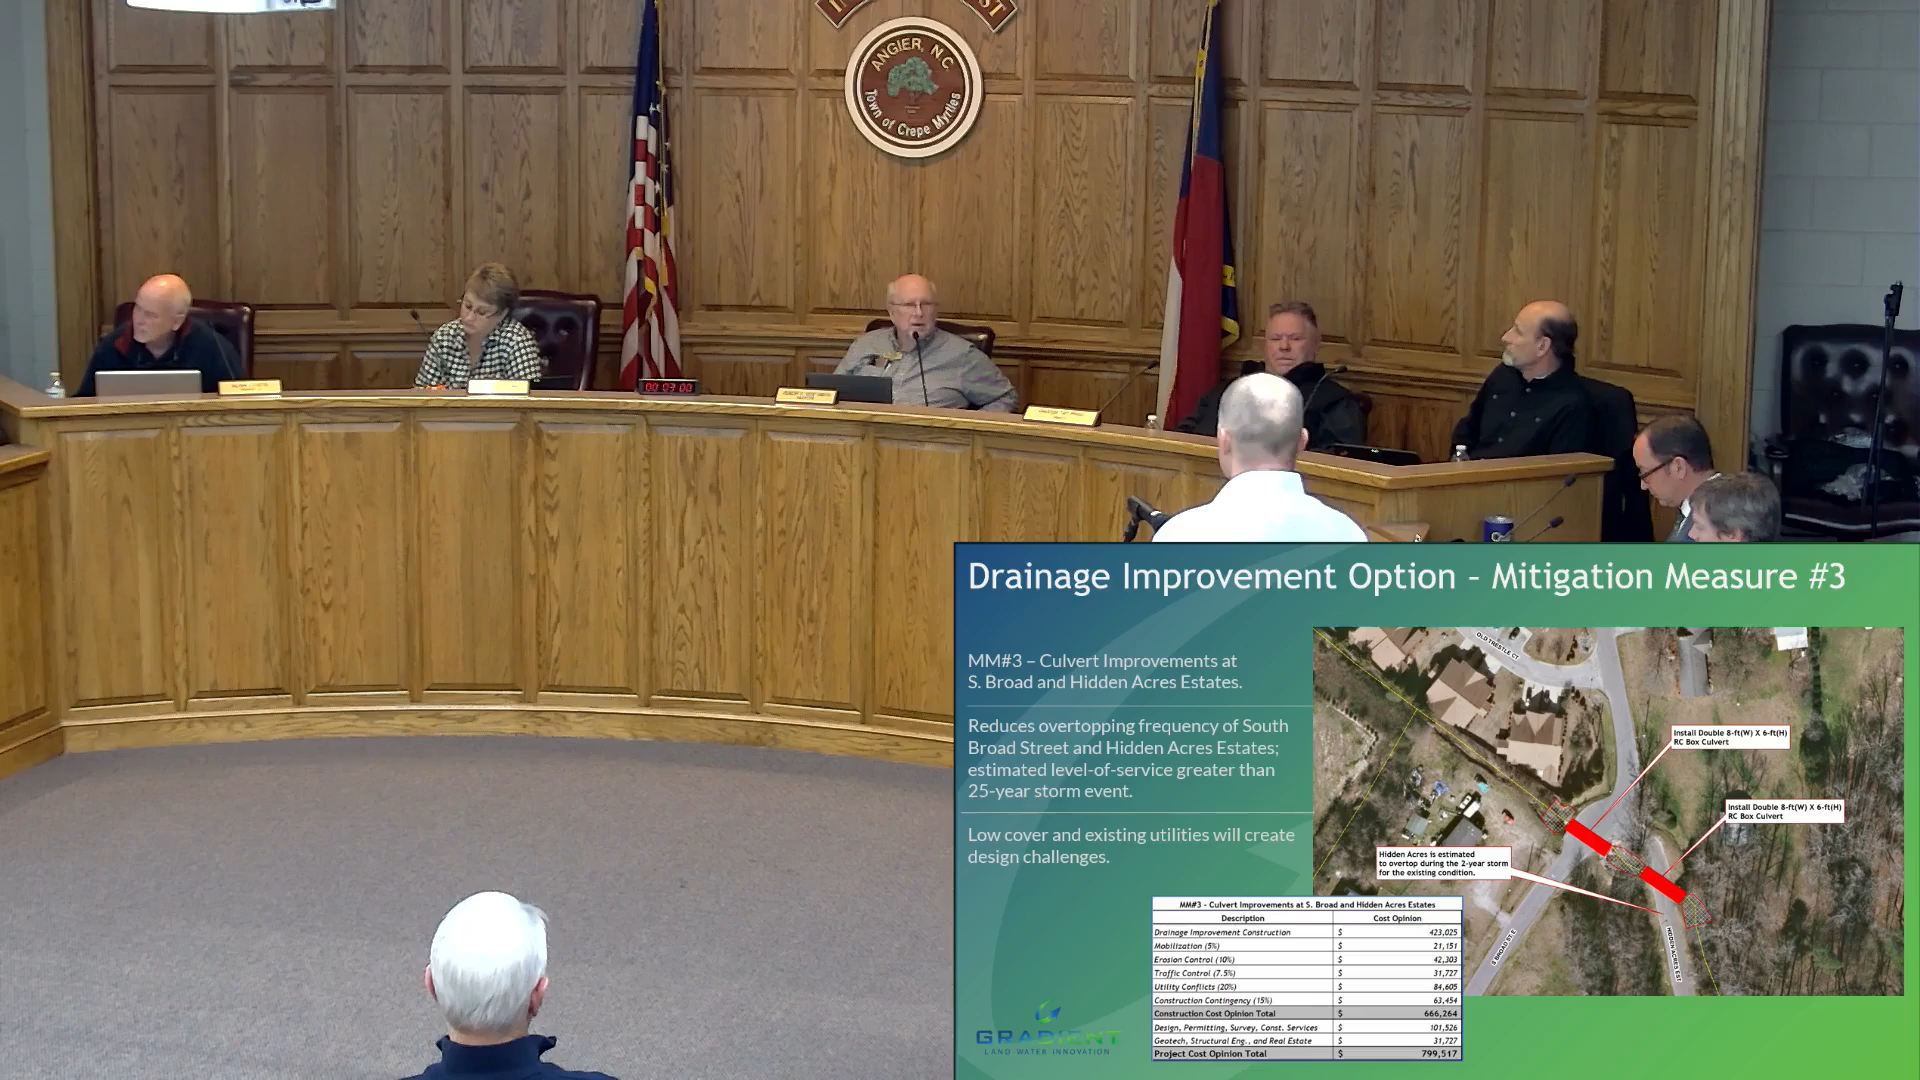 ANGIER, N.C.
Town of Crepe Myrtles
00:03:00
Drainage Improvement Option – Mitigation Measure #3
MM#3 – Culvert Improvements at
S. Broad and Hidden Acres Estates.
Reduces overtopping frequency of South
Broad Street and Hidden Acres Estates;
estimated level-of-service greater than
25-year storm event.
Low cover and existing utilities will create
design challenges.
OLD TRESTLE CT
Install Double 8-ft(W) X 6-ft(H)
RC Box Culvert
Install Double 8-ft(W) X 6-ft(H)
RC Box Culvert
Hidden Acres is estimated
to overtop during the 2-year storm
for the existing condition.
S BROAD ST E
HIDDEN ACRES EST
MM#3 - Culvert Improvements at S. Broad and Hidden Acres Estates
Description Cost Opinion
Drainage Improvement Construction $ 423,025
Mobilization (5%) $ 21,151
Erosion Control (10%) $ 42,303
Traffic Control (7.5%) $ 31,727
Utility Conflicts (20%) $ 84,605
Construction Contingency (15%) $ 63,454
Construction Cost Opinion Total $ 666,264
Design, Permitting, Survey, Const. Services $ 101,526
Geotech, Structural Eng., and Real Estate $ 31,727
Project Cost Opinion Total $ 799,517
GRADIENT
LAND WATER INNOVATION